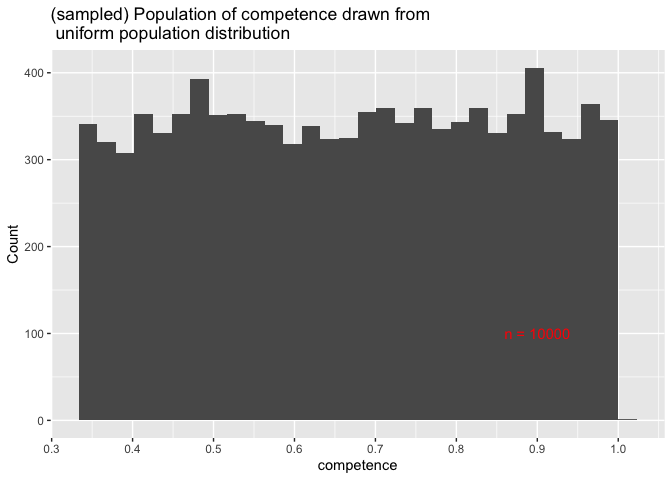 (sampled) Population of competence drawn from
uniform population distribution
400
300
200
100
0
Count
n = 10000
0.3 0.4 0.5 0.6 0.7 0.8 0.9 1.0
competence